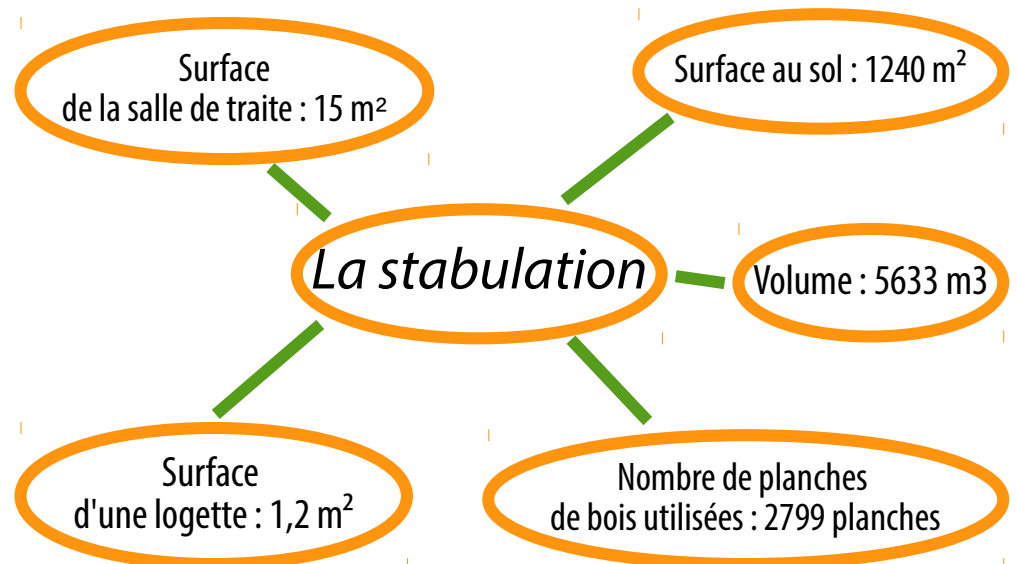 Surface
de la salle de traite : 15 m²
Surface au sol : 1240 m²
La stabulation
Volume : 5633 m3
Surface
d'une logette : 1,2 m²
Nombre de planches
de bois utilisées : 2799 planches